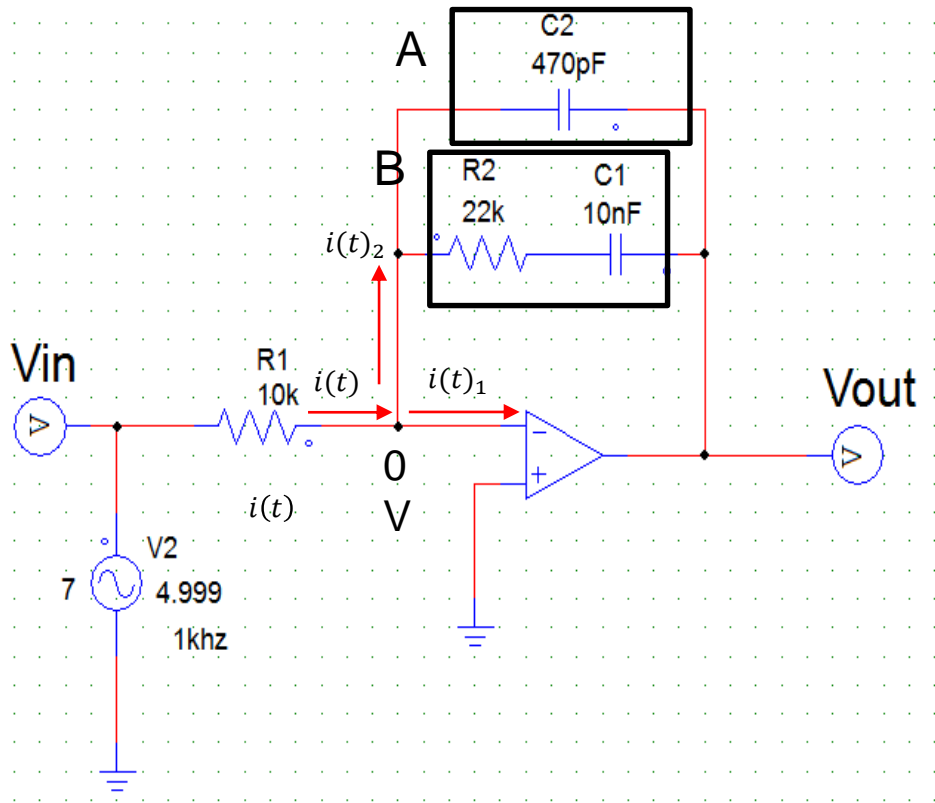 A
C2
470pF
B
R2
22k
C1
10nF
i(t)₂
Vin
R1
10k
i(t)
i(t)₁
Vout
V
−
+
V
0
V
i(t)
V2
7
4.999
1khz